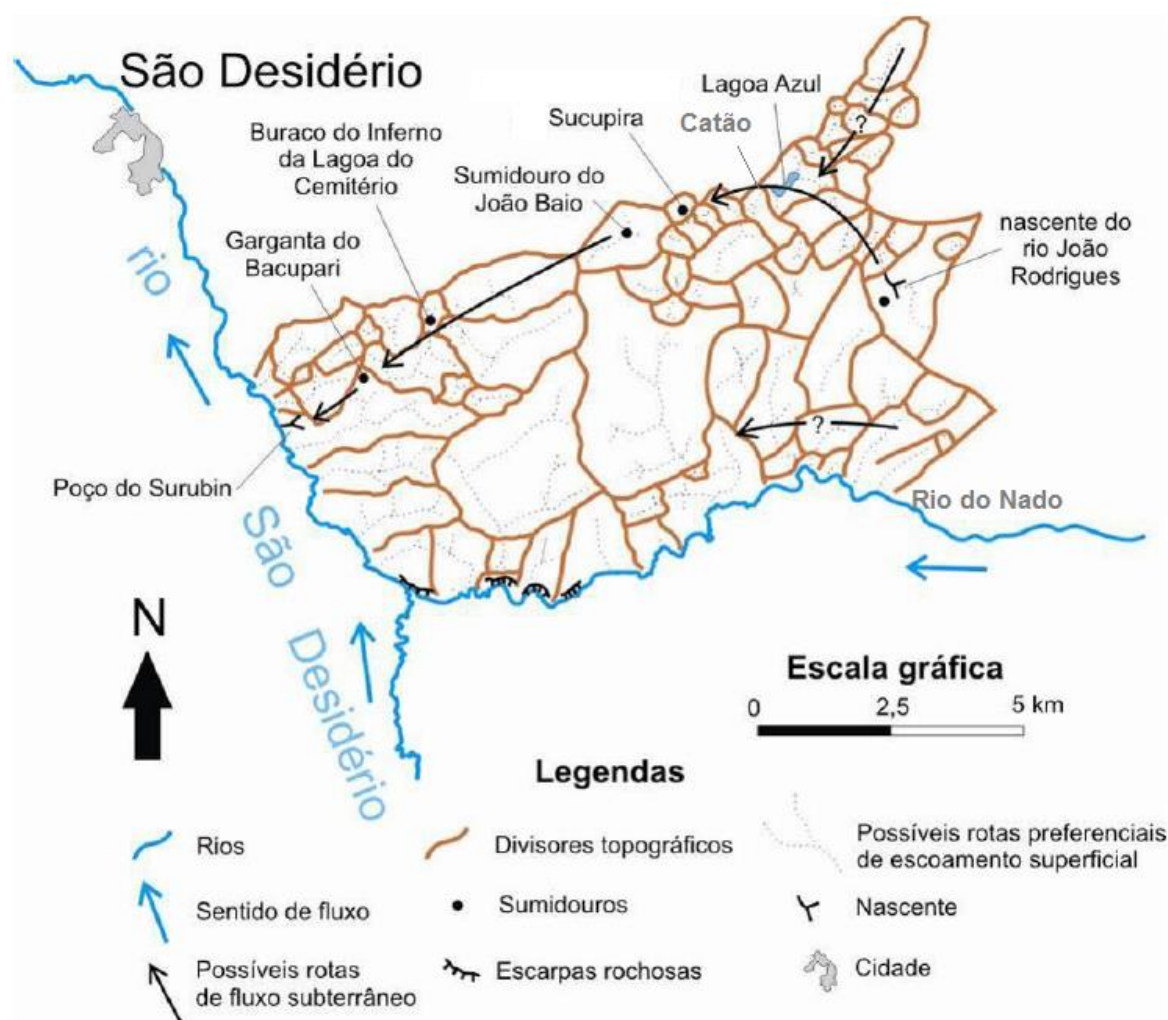 São Desidério
Lagoa Azul
Sucupira
Catão
Buraco do Inferno
da Lagoa do
Cemitério
Sumidouro do
João Baio
?
nascente do
rio João
Rodrigues
Garganta do
Bacupari
rio
?
Poço do Surubin
Rio do Nado
São
Desidério
N
Escala gráfica
0 2,5 5 km
Legendas
Rios
Divisores topográficos
Possíveis rotas preferenciais
de escoamento superficial
Sentido de fluxo
Sumidouros
Nascente
Possíveis rotas
de fluxo subterrâneo
Escarpas rochosas
Cidade